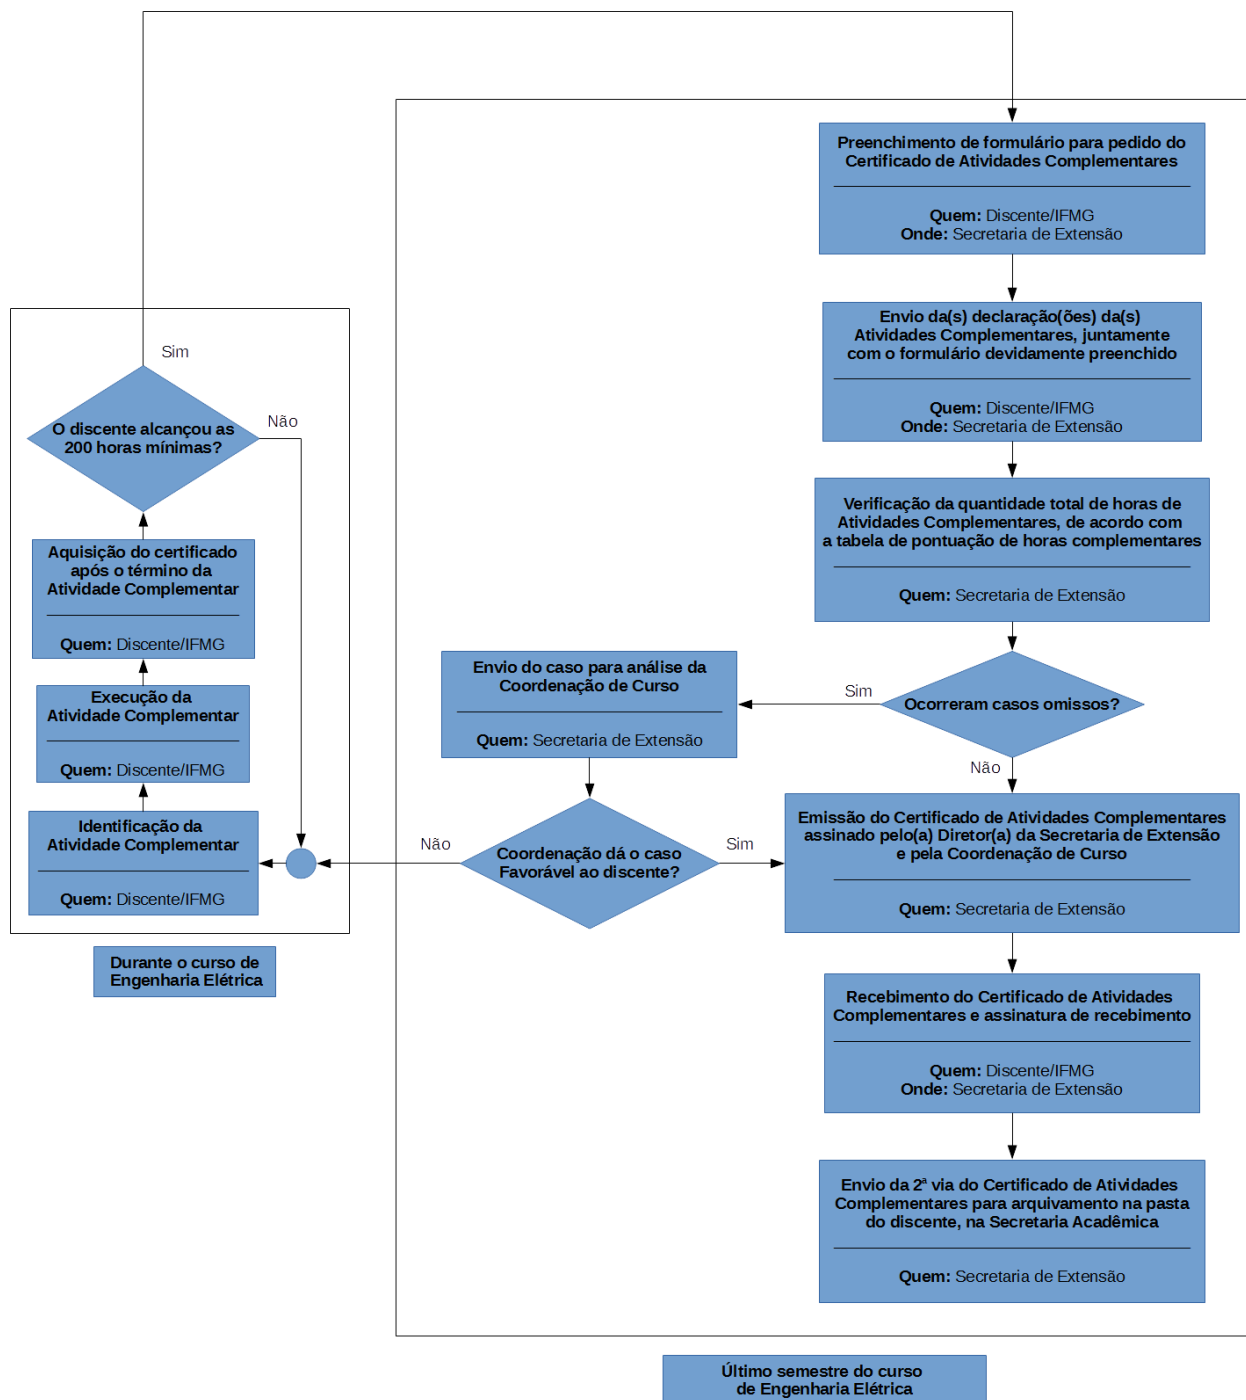 Preenchimento de formulário para pedido do
Certificado de Atividades Complementares
Quem: Discente/IFMG
Onde: Secretaria de Extensão
Envio da(s) declaração(ões) da(s)
Atividades Complementares, juntamente
com o formulário devidamente preenchido
Quem: Discente/IFMG
Onde: Secretaria de Extensão
Verificação da quantidade total de horas de
Atividades Complementares, de acordo com
a tabela de pontuação de horas complementares
Quem: Secretaria de Extensão
Ocorreram casos omissos?
Sim
Não
Envio do caso para análise da
Coordenação de Curso
Quem: Secretaria de Extensão
Coordenação dá o caso
Favorável ao discente?
Não
Sim
Emissão do Certificado de Atividades Complementares
assinado pelo(a) Diretor(a) da Secretaria de Extensão
e pela Coordenação de Curso
Quem: Secretaria de Extensão
Recebimento do Certificado de Atividades
Complementares e assinatura de recebimento
Quem: Discente/IFMG
Onde: Secretaria de Extensão
Envio da 2ª via do Certificado de Atividades
Complementares para arquivamento na pasta
do discente, na Secretaria Acadêmica
Quem: Secretaria de Extensão
Último semestre do curso
de Engenharia Elétrica
Sim
Não
O discente alcançou as
200 horas mínimas?
Aquisição do certificado
após o término da
Atividade Complementar
Quem: Discente/IFMG
Execução da
Atividade Complementar
Quem: Discente/IFMG
Identificação da
Atividade Complementar
Quem: Discente/IFMG
Durante o curso de
Engenharia Elétrica